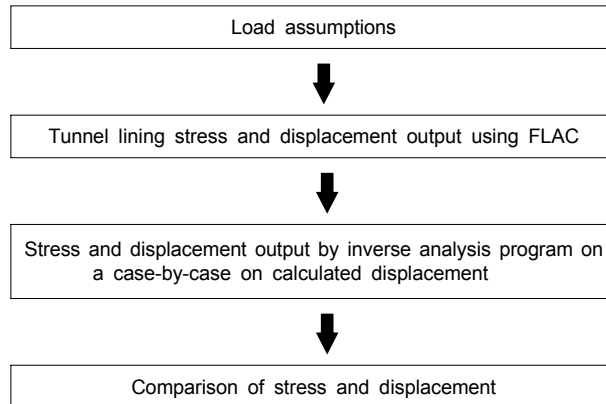 Load assumptions
Tunnel lining stress and displacement output using FLAC
Stress and displacement output by inverse analysis program on
a case-by-case on calculated displacement
Comparison of stress and displacement